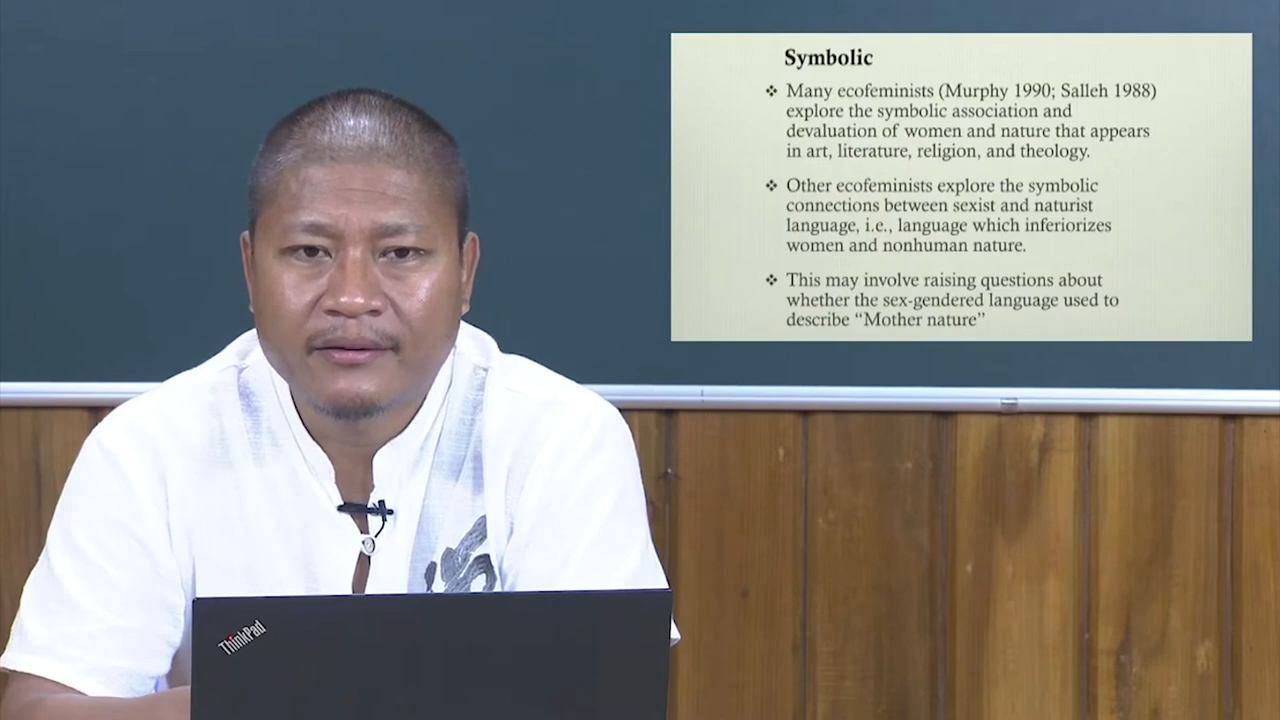 Symbolic
❖ Many ecofeminists (Murphy 1990; Salleh 1988)
explore the symbolic association and
devaluation of women and nature that appears
in art, literature, religion, and theology.
❖ Other ecofeminists explore the symbolic
connections between sexist and naturist
language, i.e., language which inferiorizes
women and nonhuman nature.
❖ This may involve raising questions about
whether the sex-gendered language used to
describe “Mother nature”
ThinkPad